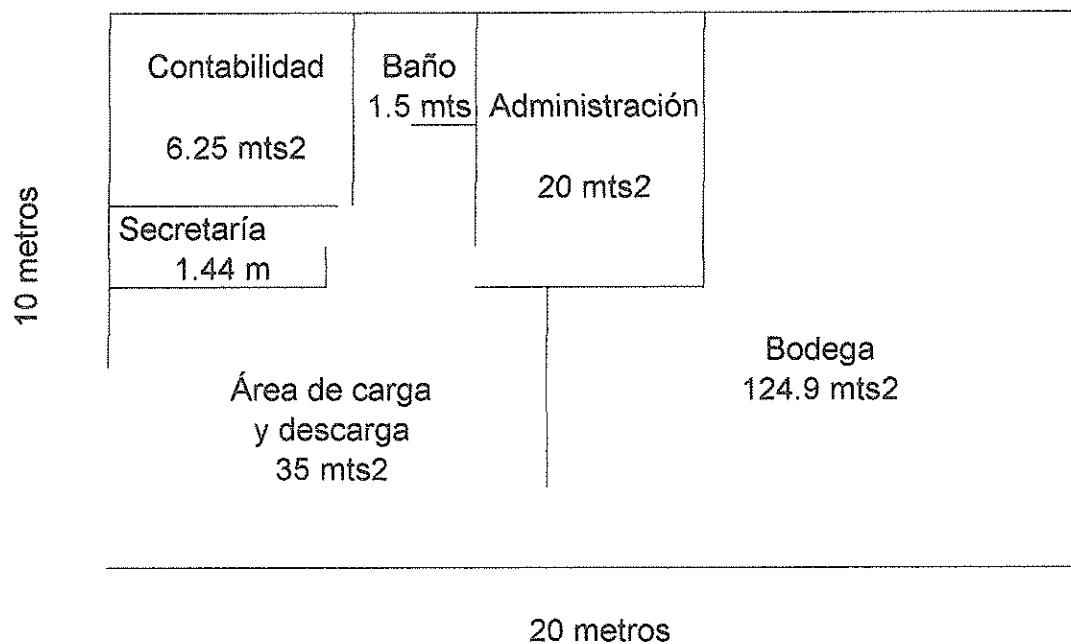 Contabilidad
6.25 mts2
Baño
1.5 mts
Administración
20 mts2
Secretaría
1.44 m
10 metros
Área de carga
y descarga
35 mts2
Bodega
124.9 mts2
20 metros